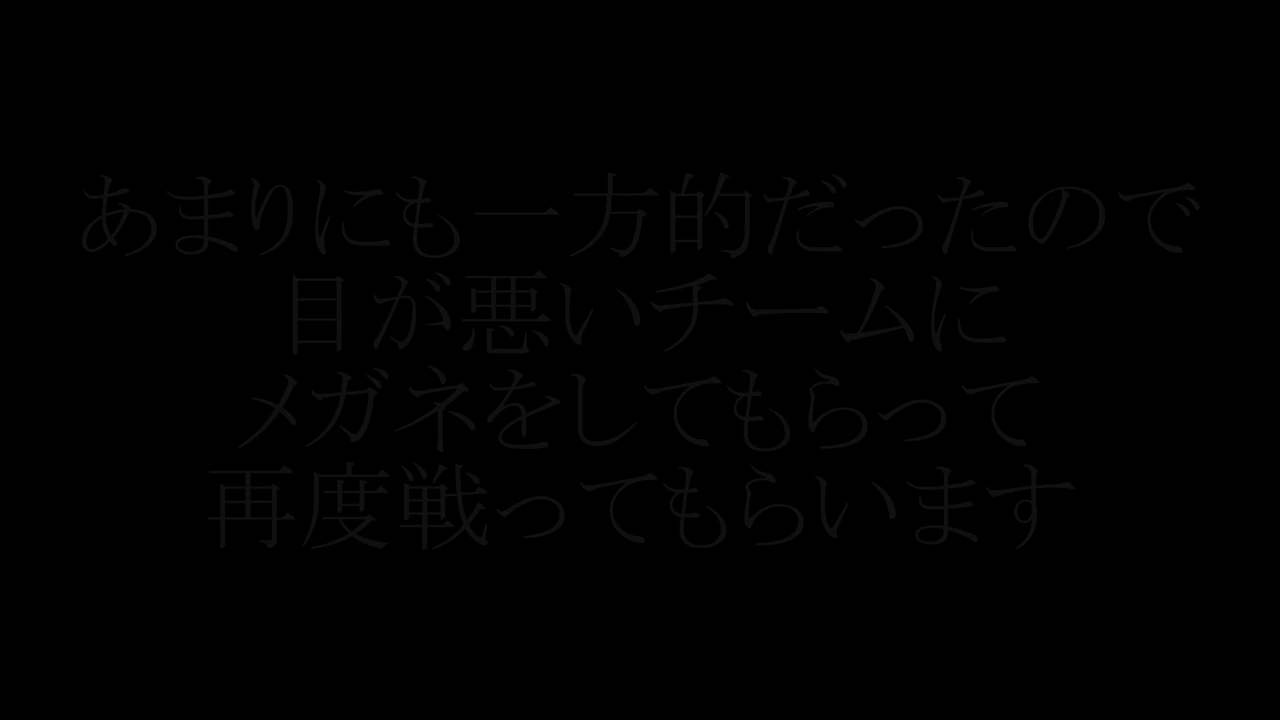 あまりにも一方的だったので
目が悪いチームに
メガネをしてもらって
再度戦ってもらいます